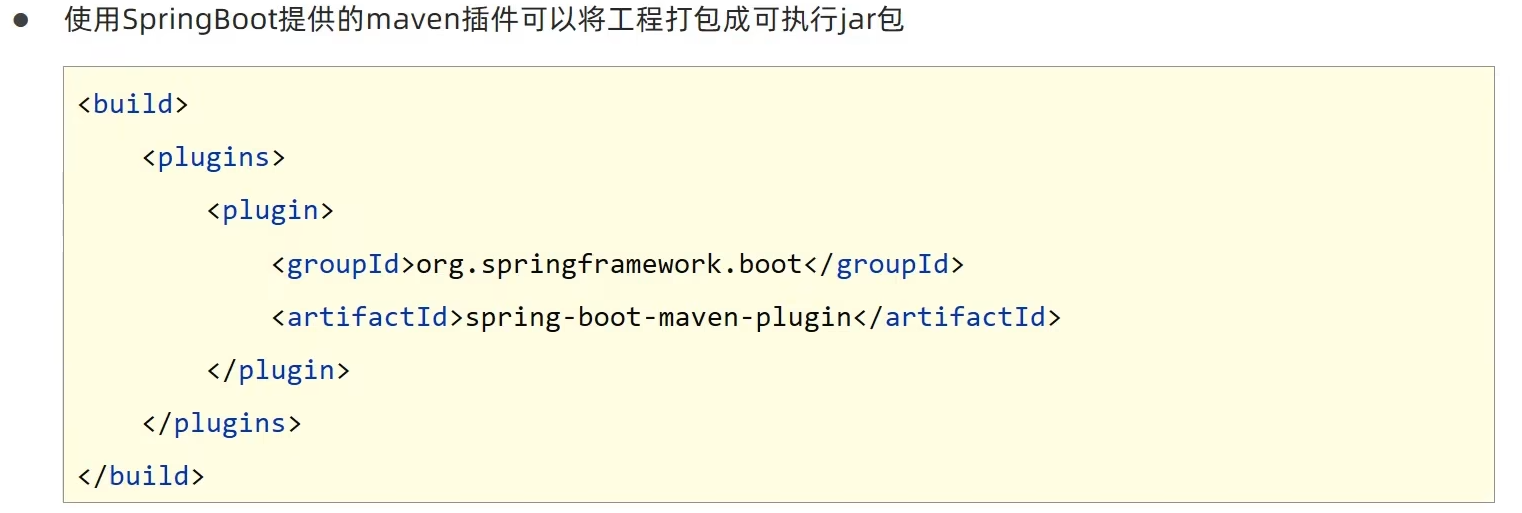 ● 使用SpringBoot提供的maven插件可以将工程打包成可执行jar包
<build>
    <plugins>
        <plugin>
            <groupId>org.springframework.boot</groupId>
            <artifactId>spring-boot-maven-plugin</artifactId>
        </plugin>
    </plugins>
</build>